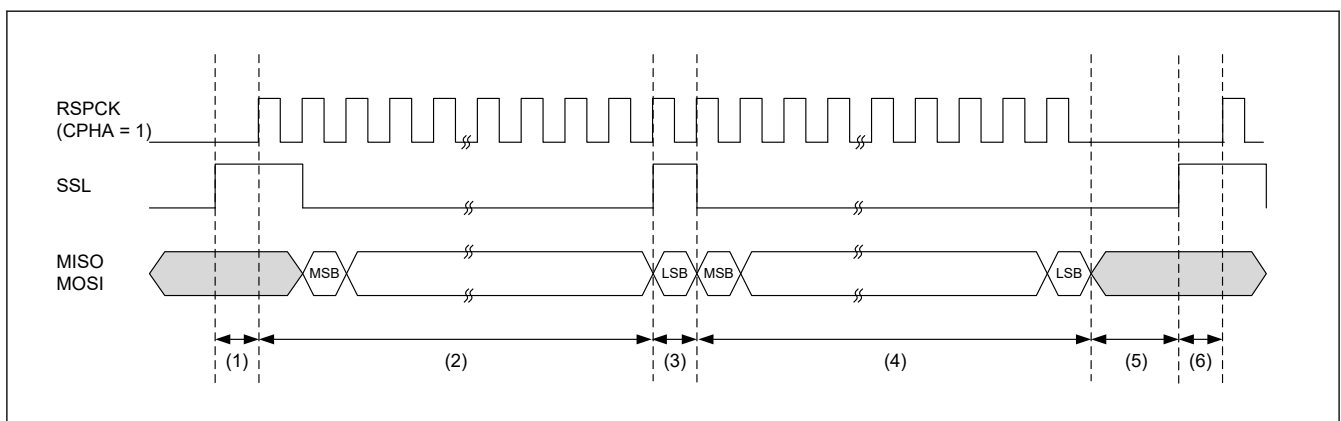 RSPCK
(CPHA = 1)
SSL
MISO
MOSI
MSB
LSB
MSB
LSB
(1)
(2)
(3)
(4)
(5)
(6)